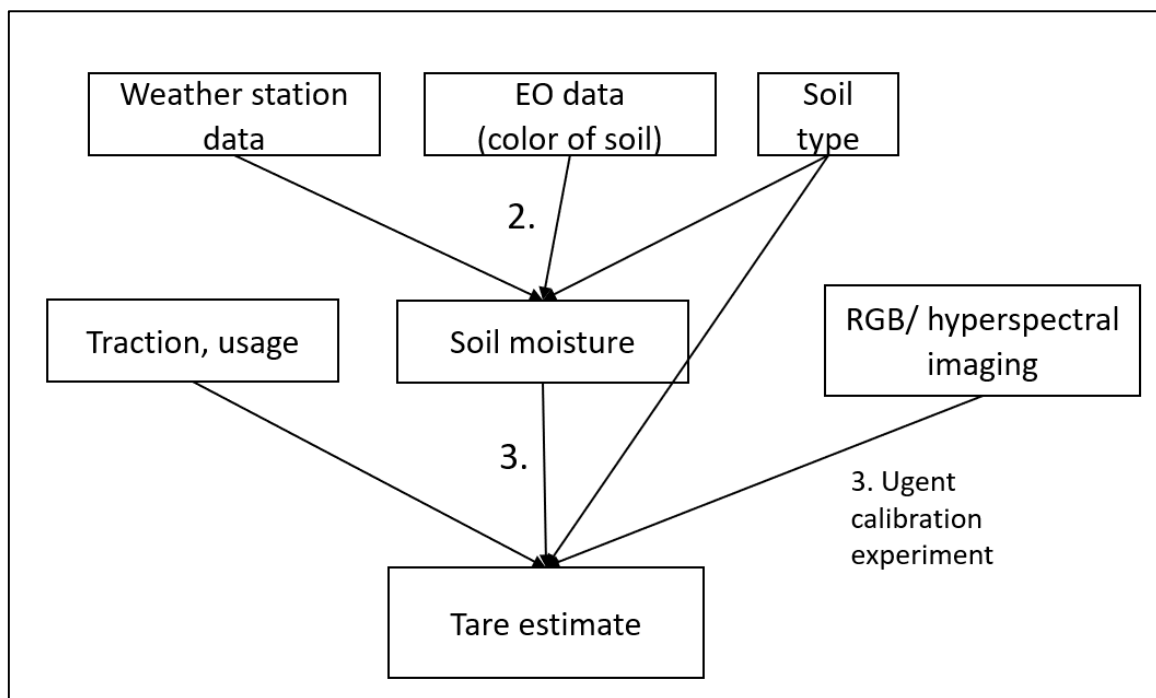 Weather station
data
EO data
(color of soil)
Soil
type
2.
Traction, usage
Soil moisture
RGB/ hyperspectral
imaging
3.
3. Ugent
calibration
experiment
Tare estimate